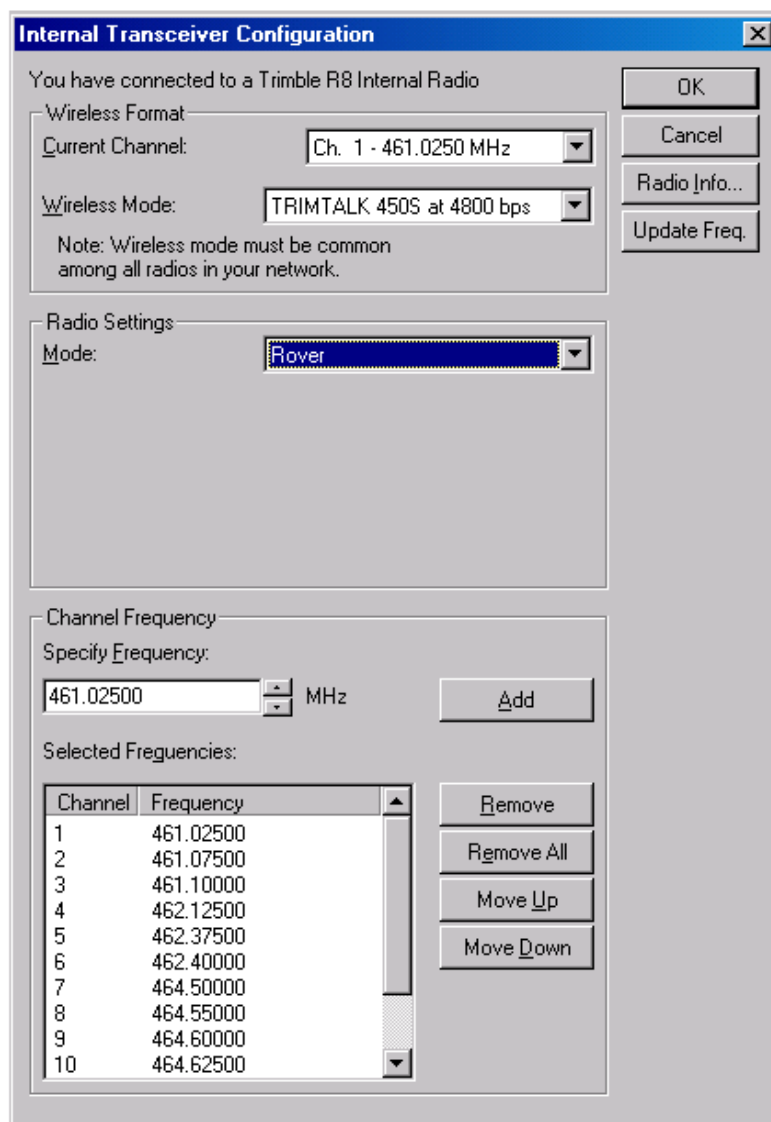 Internal Transceiver Configuration
You have connected to a Trimble R8 Internal Radio
OK
Wireless Format
Current Channel:
Ch. 1 - 461.0250 MHz
Cancel
Radio Info...
Wireless Mode:
TRIMTALK 450S at 4800 bps
Update Freq.
Note: Wireless mode must be common
among all radios in your network.
Radio Settings
Mode:
Rover
Channel Frequency
Specify Frequency:
461.02500
MHz
Add
Selected Freguencies:
Channel Frequency
1 461.02500
2 461.07500
3 461.10000
4 462.12500
5 462.37500
6 462.40000
7 464.50000
8 464.55000
9 464.60000
10 464.62500
Remove
Remove All
Move Up
Move Down